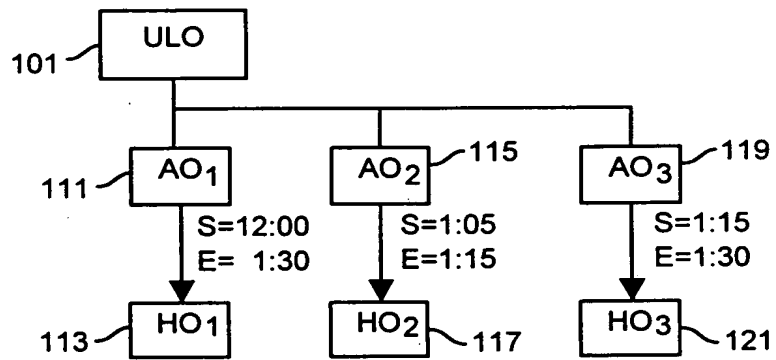 ULO
101
AO1 AO2 AO3
111 115 119
S=12:00 S=1:05 S=1:15
E= 1:30 E=1:15 E=1:30
HO1 HO2 HO3
113 117 121